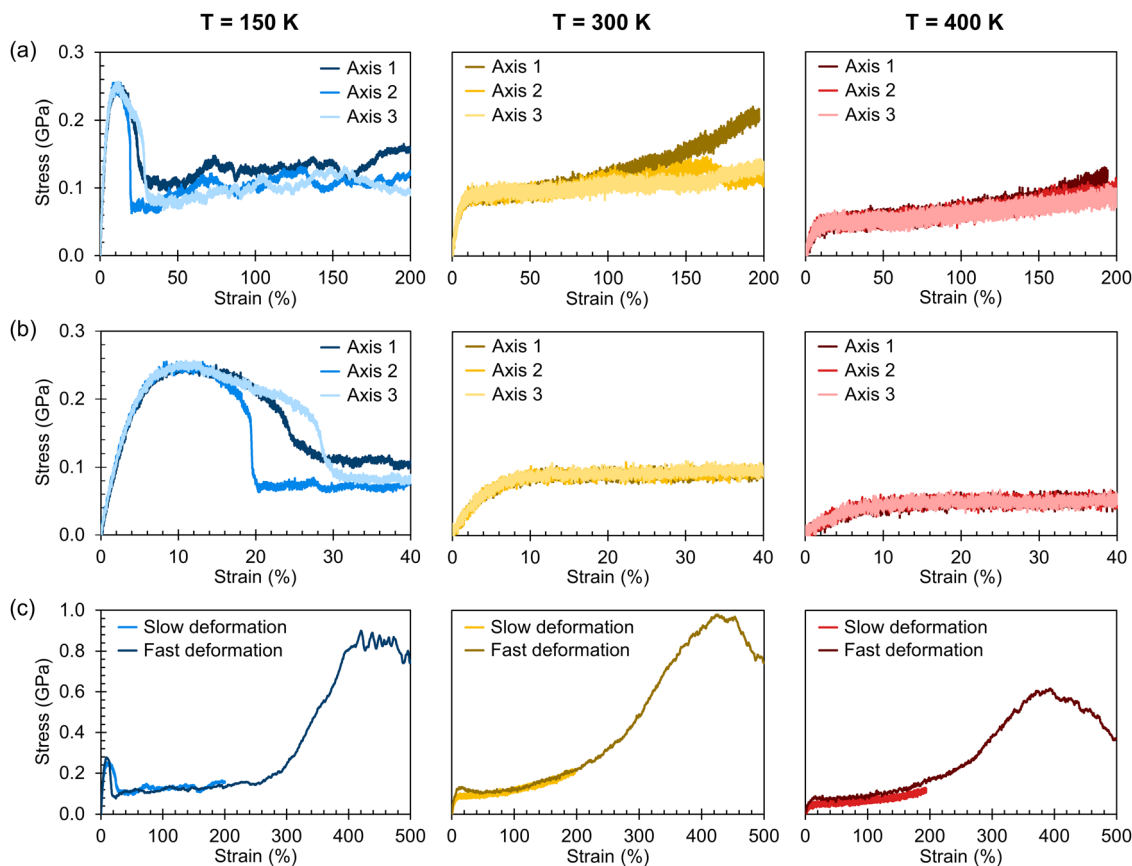 T = 150 K T = 300 K T = 400 K
(a)
0.3
0.2
0.1
0.0
Stress (GPa)
Axis 1
Axis 2
Axis 3
0 50 100 150 200
Strain (%)
Axis 1
Axis 2
Axis 3
0 50 100 150 200
Strain (%)
Axis 1
Axis 2
Axis 3
0 50 100 150 200
Strain (%)
(b)
0.3
0.2
0.1
0.0
Stress (GPa)
Axis 1
Axis 2
Axis 3
0 10 20 30 40
Strain (%)
Axis 1
Axis 2
Axis 3
0 10 20 30 40
Strain (%)
Axis 1
Axis 2
Axis 3
0 10 20 30 40
Strain (%)
(c)
1.0
0.8
0.6
0.4
0.2
0.0
Stress (GPa)
Slow deformation
Fast deformation
0 100 200 300 400 500
Strain (%)
Slow deformation
Fast deformation
0 100 200 300 400 500
Strain (%)
Slow deformation
Fast deformation
0 100 200 300 400 500
Strain (%)